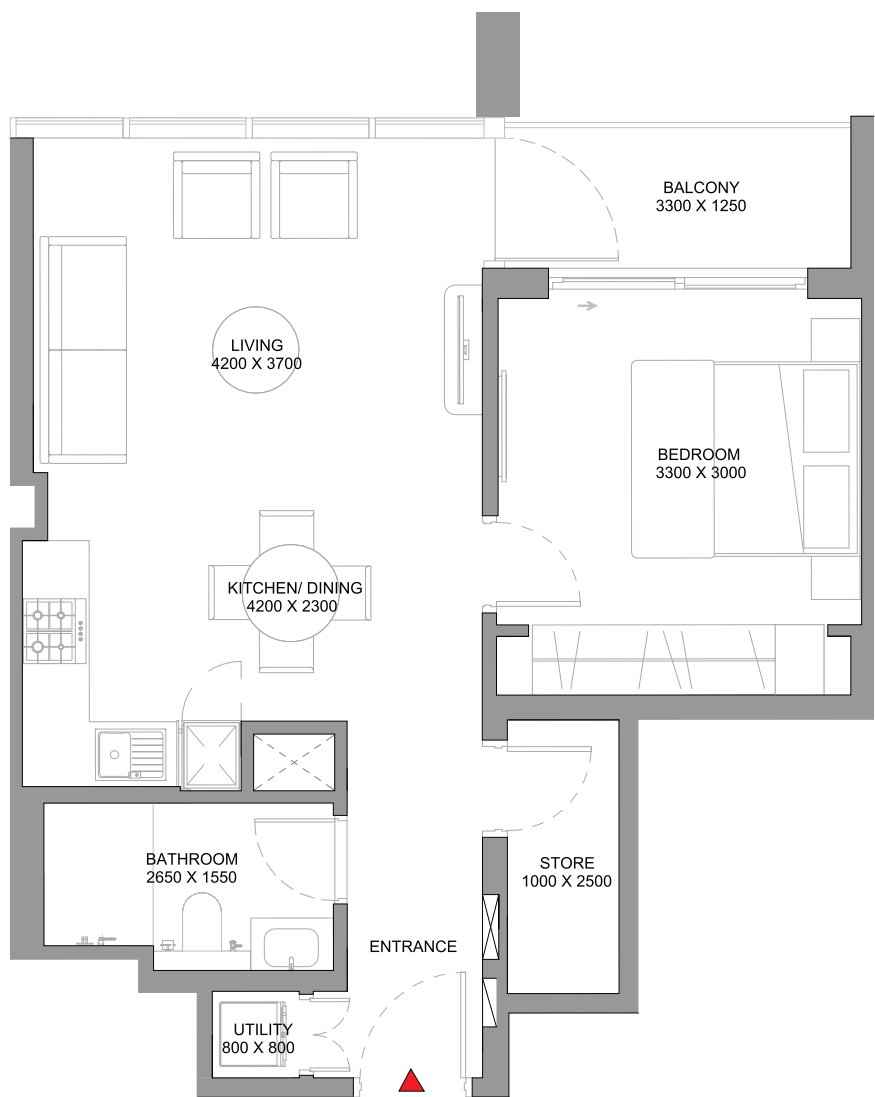 BALCONY
3300 X 1250
LIVING
4200 X 3700
BEDROOM
3300 X 3000
KITCHEN/ DINING
4200 X 2300
BATHROOM
2650 X 1550
STORE
1000 X 2500
ENTRANCE
UTILITY
800 X 800